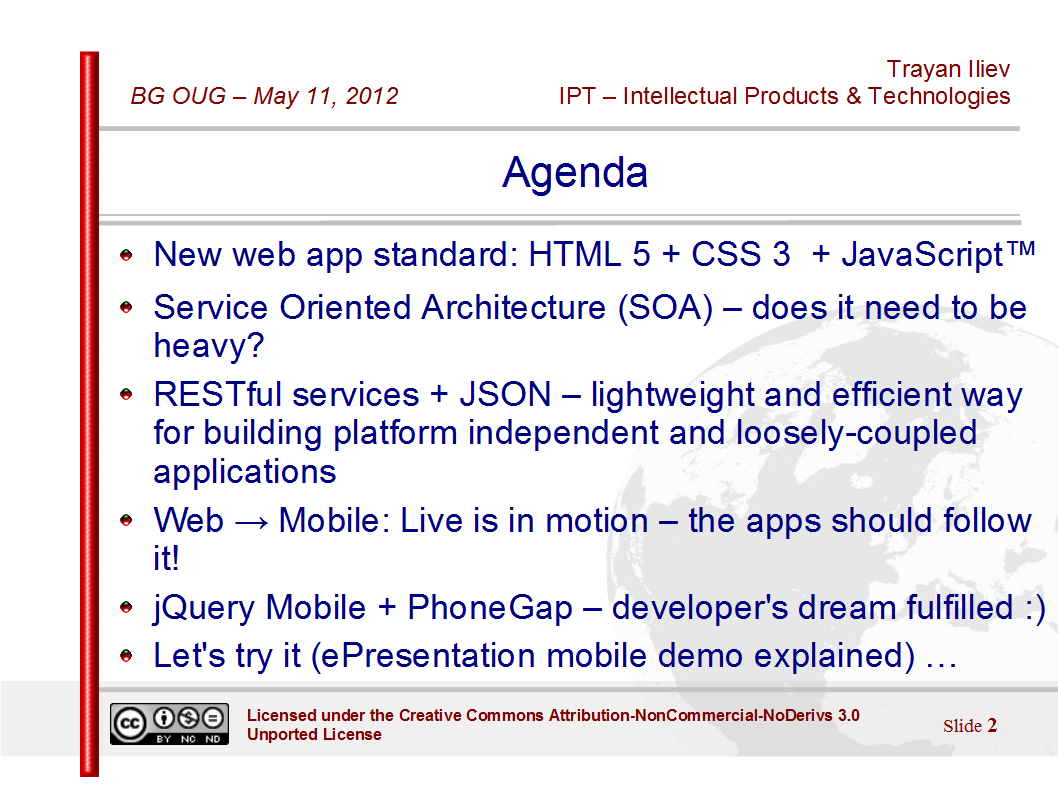 Trayan Iliev
BG OUG – May 11, 2012
IPT – Intellectual Products & Technologies
Agenda
New web app standard: HTML 5 + CSS 3  + JavaScript™
Service Oriented Architecture (SOA) – does it need to be
heavy?
RESTful services + JSON – lightweight and efficient way
for building platform independent and loosely-coupled
applications
Web → Mobile: Live is in motion – the apps should follow
it!
jQuery Mobile + PhoneGap – developer's dream fulfilled :)
Let's try it (ePresentation mobile demo explained) …
cc
BY NC ND
Licensed under the Creative Commons Attribution-NonCommercial-NoDerivs 3.0
Unported License
Slide 2